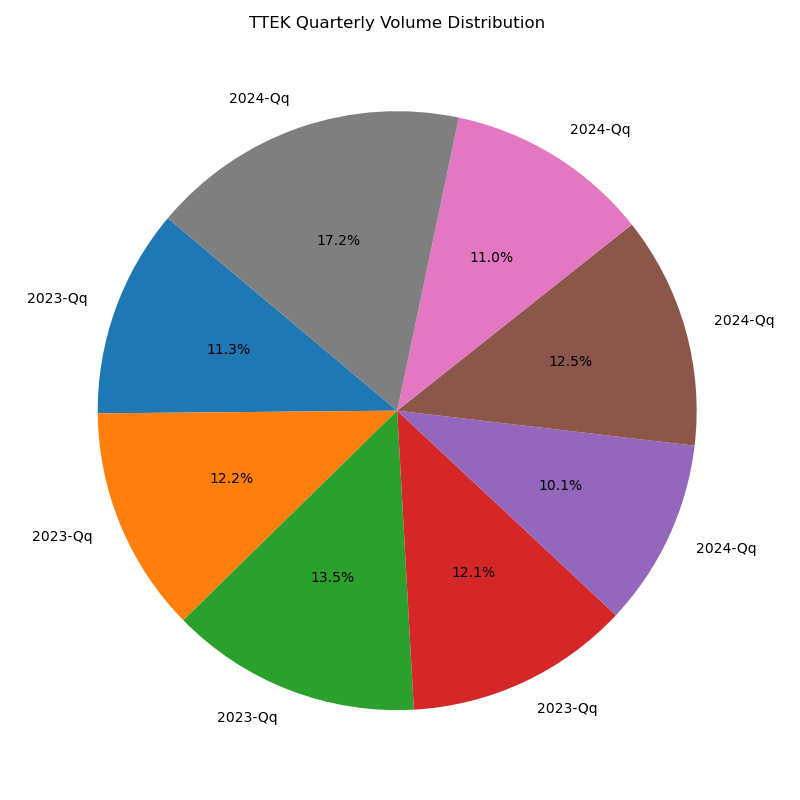 TTEK Quarterly Volume Distribution
2024-Qq
17.2%
2024-Qq
11.0%
2023-Qq
11.3%
2024-Qq
12.5%
2023-Qq
12.2%
2024-Qq
10.1%
2023-Qq
13.5%
2023-Qq
12.1%